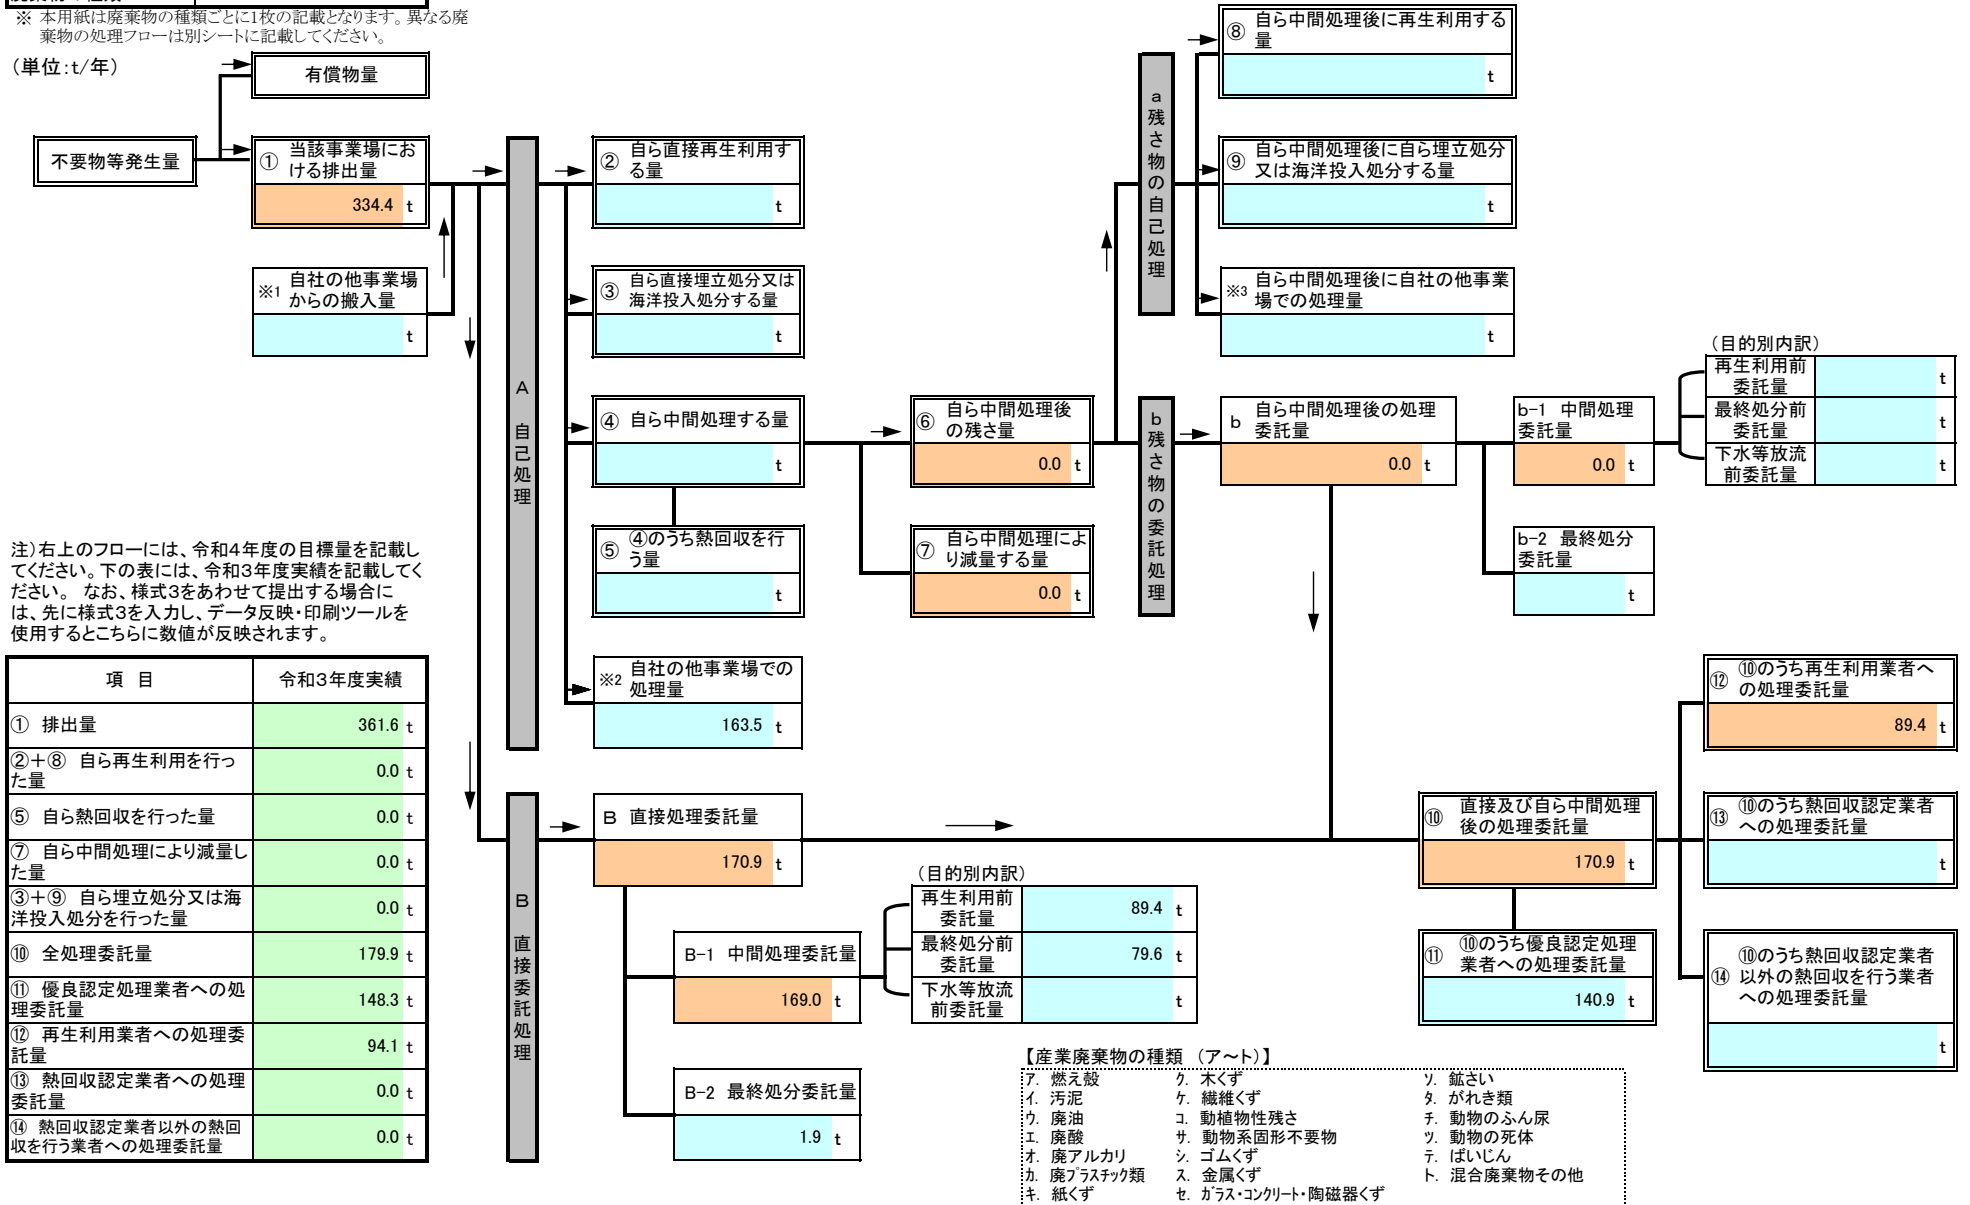 ※ 本用紙は廃棄物の種類ごとに1枚の記載となります。異なる廃
棄物の処理フローは別シートに記載してください。
(単位:t/年)
有償物量
不要物等発生量
① 当該事業場にお
ける排出量
334.4 t
※1 自社の他事業場
からの搬入量
t
A 自己処理
② 自ら直接再生利用す
る量
t
③ 自ら直接埋立処分又は
海洋投入処分する量
t
④ 自ら中間処理する量
t
⑤ ④のうち熱回収を行
う量
t
※2 自社の他事業場での
処理量
163.5 t
⑥ 自ら中間処理後
の残さ量
0.0 t
⑦ 自ら中間処理によ
り減量する量
0.0 t
a 残さ物の自己処理
⑧ 自ら中間処理後に再生利用する
量
t
⑨ 自ら中間処理後に自ら埋立処分
又は海洋投入処分する量
t
※3 自ら中間処理後に自社の他事業
場での処理量
t
b 残さ物の委託処理
b 自ら中間処理後の処理
委託量
0.0 t
b-1 中間処理
委託量
0.0 t
(目的別内訳)
再生利用前
委託量
t
最終処分前
委託量
t
下水等放流
前委託量
t
b-2 最終処分
委託量
t
注)右上のフローには、令和4年度の目標量を記載し
てください。下の表には、令和3年度実績を記載してく
ださい。 なお、様式3をあわせて提出する場合に
は、先に様式3を入力し、データ反映・印刷ツールを
使用するとこちらに数値が反映されます。
項 目 令和3年度実績
① 排出量 361.6 t
②+⑧ 自ら再生利用を行っ
た量 0.0 t
⑤ 自ら熱回収を行った量 0.0 t
⑦ 自ら中間処理により減量し
た量 0.0 t
③+⑨ 自ら埋立処分又は海
洋投入処分を行った量 0.0 t
⑩ 全処理委託量 179.9 t
⑪ 優良認定処理業者への処
理委託量 148.3 t
⑫ 再生利用業者への処理委
託量 94.1 t
⑬ 熱回収認定業者への処理
委託量 0.0 t
⑭ 熱回収認定業者以外の熱回
収を行う業者への処理委託量 0.0 t
B 直接委託処理
B 直接処理委託量
170.9 t
B-1 中間処理委託量
169.0 t
B-2 最終処分委託量
1.9 t
(目的別内訳)
再生利用前
委託量
89.4 t
最終処分前
委託量
79.6 t
下水等放流
前委託量
t
⑩ 直接及び自ら中間処理
後の処理委託量
170.9 t
⑪ ⑩のうち優良認定処理
業者への処理委託量
140.9 t
⑫ ⑩のうち再生利用業者へ
の処理委託量
89.4 t
⑬ ⑩のうち熱回収認定業者
への処理委託量
t
⑭ ⑩のうち熱回収認定業者
以外の熱回収を行う業者
への処理委託量
t
【産業廃棄物の種類 (ア~ト)】
ア. 燃え殻 ク. 木くず ソ. 鉱さい
イ. 汚泥 ケ. 繊維くず タ. がれき類
ウ. 廃油 コ. 動植物性残さ チ. 動物のふん尿
エ. 廃酸 サ. 動物系固形不要物 ツ. 動物の死体
オ. 廃アルカリ シ. ゴムくず テ. ばいじん
カ. 廃プラスチック類 ス. 金属くず ト. 混合廃棄物その他
キ. 紙くず セ. ガラス・コンクリート・陶磁器くず